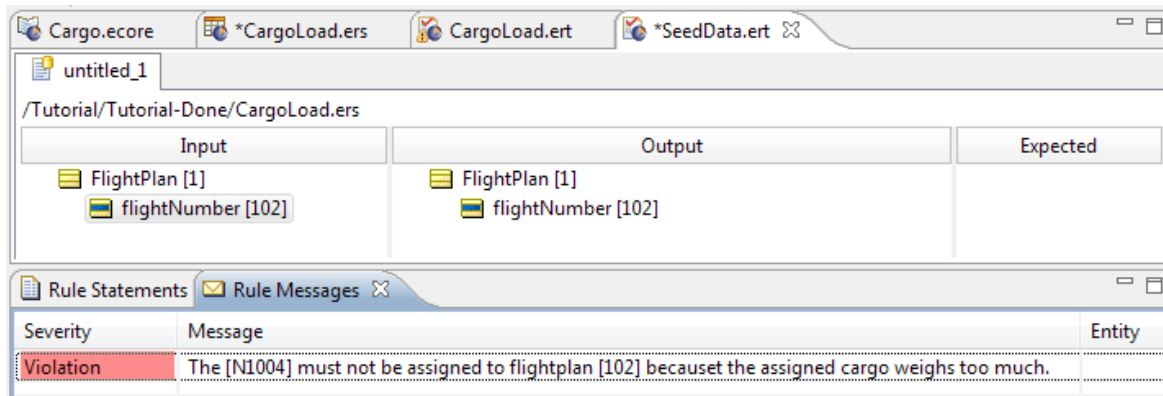 Cargo.ecore *CargoLoad.ers CargoLoad.ert *SeedData.ert
untitled_1
/Tutorial/Tutorial-Done/CargoLoad.ers
Input Output Expected
FlightPlan [1] FlightPlan [1]
flightNumber [102] flightNumber [102]
Rule Statements Rule Messages
Severity Message Entity
Violation The [N1004] must not be assigned to flightplan [102] becauset the assigned cargo weighs too much.